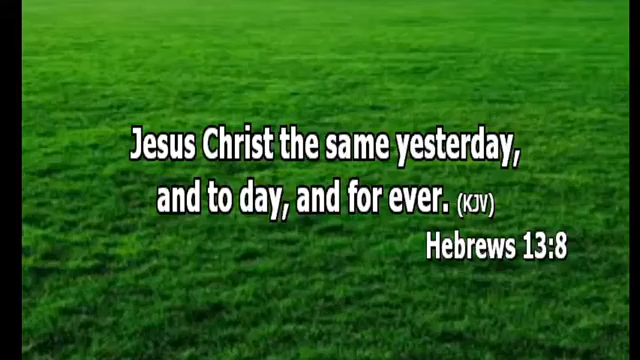 Jesus Christ the same yesterday,
and to day, and for ever. (KJV)
Hebrews 13:8